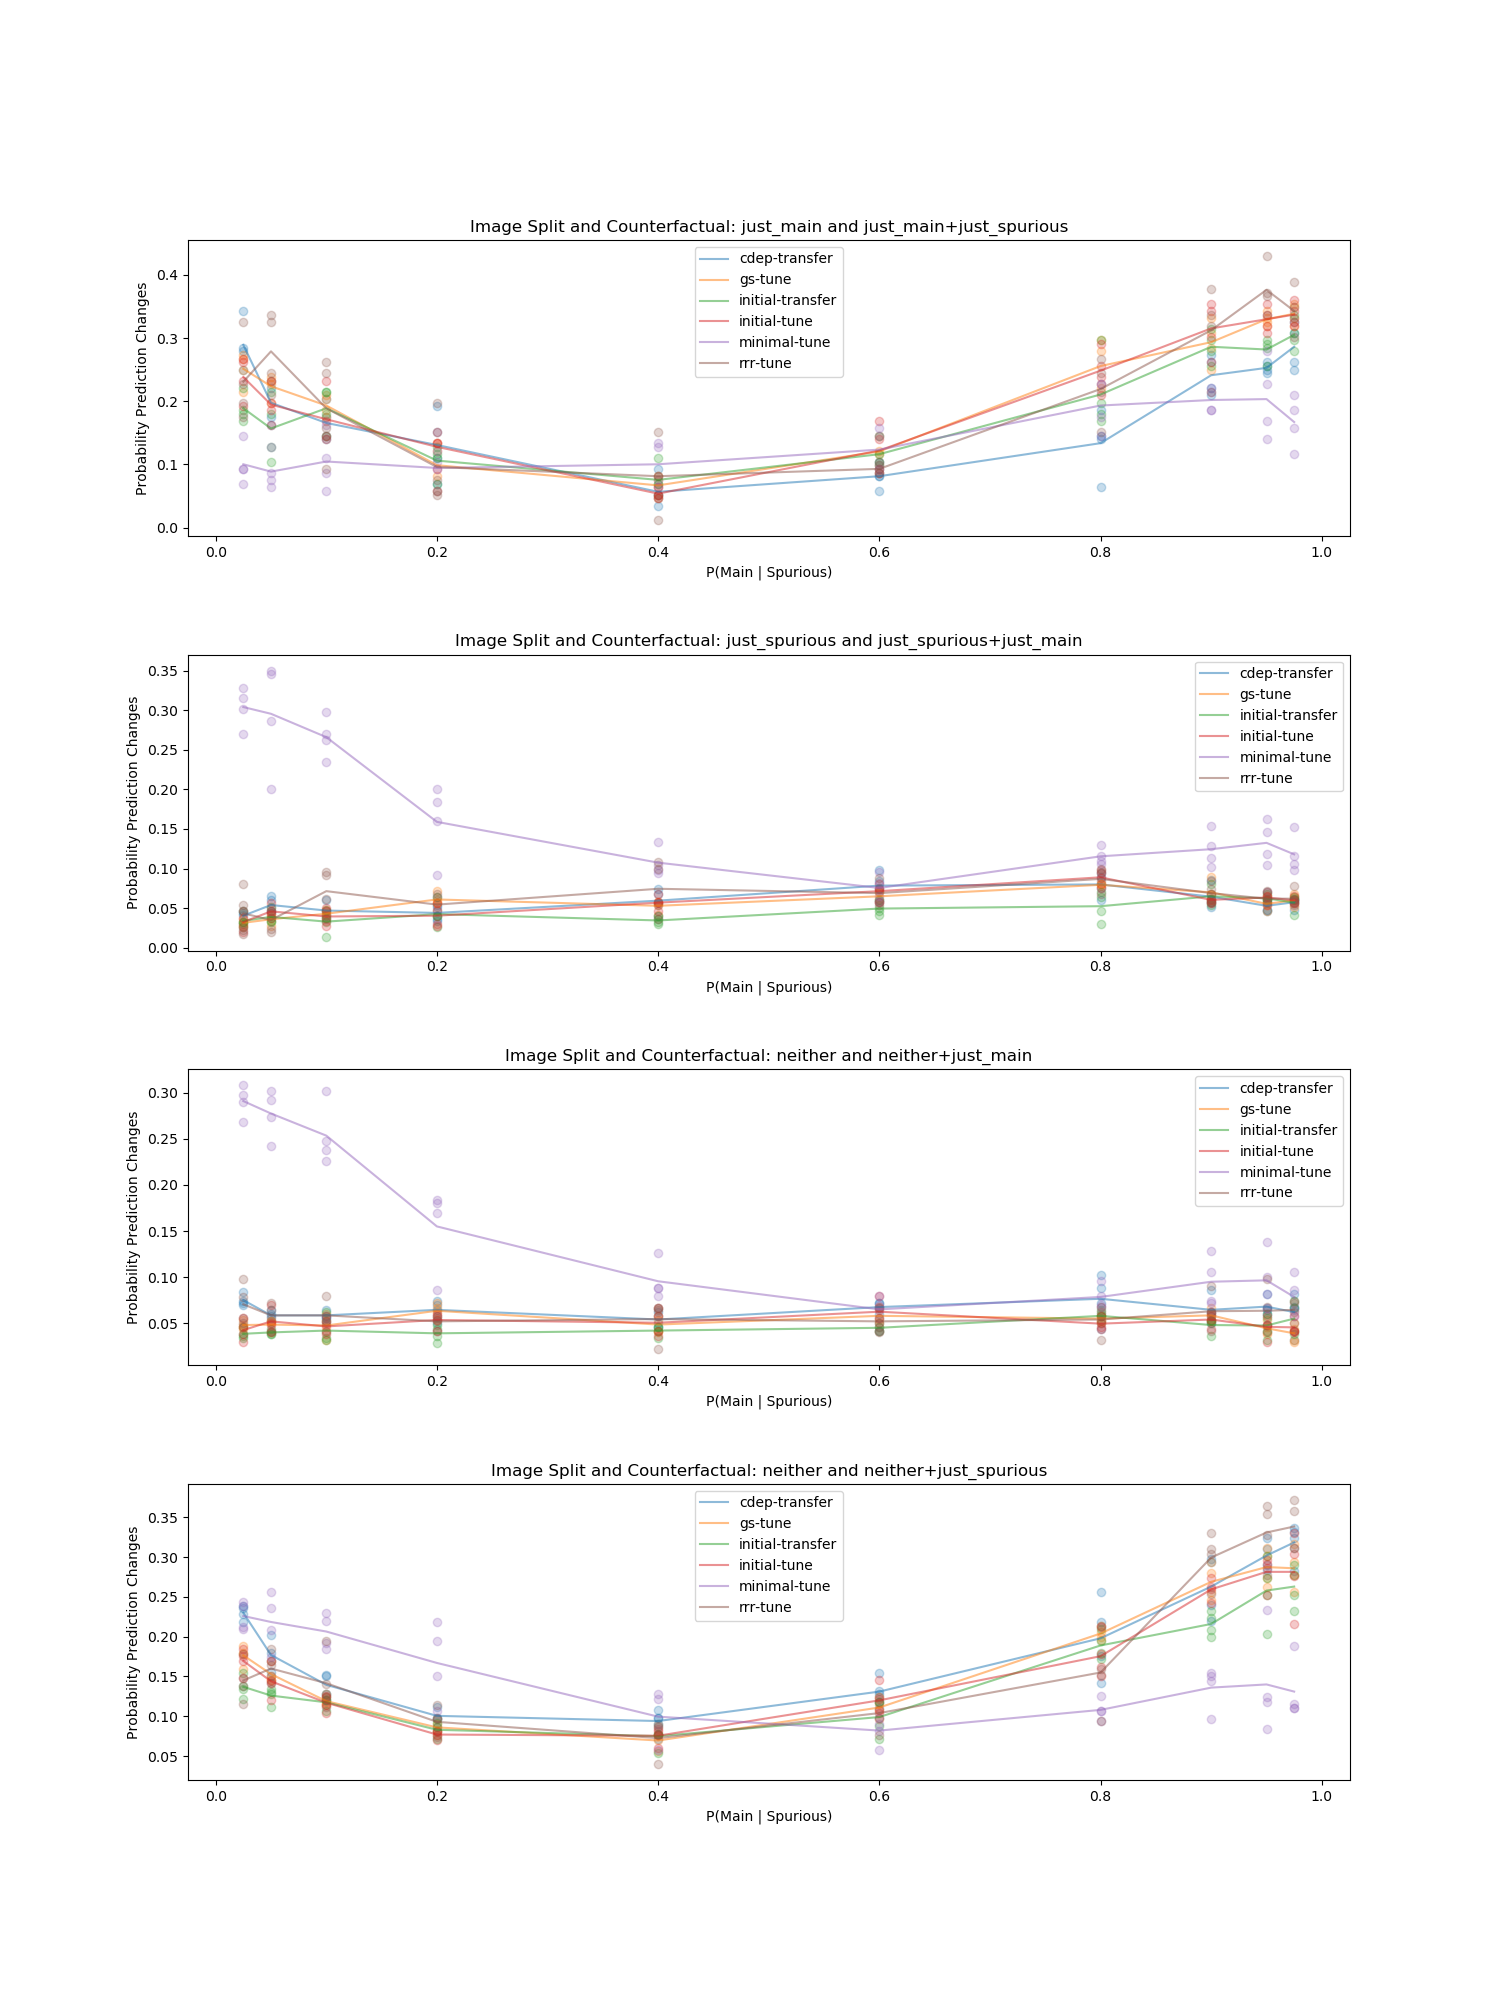 Image Split and Counterfactual: just_main and just_main+just_spurious
Probability Prediction Changes
0.4
0.3
0.2
0.1
0.0
cdep-transfer
gs-tune
initial-transfer
initial-tune
minimal-tune
rrr-tune
0.0 0.2 0.4 0.6 0.8 1.0
P(Main | Spurious)
Image Split and Counterfactual: just_spurious and just_spurious+just_main
Probability Prediction Changes
0.35
0.30
0.25
0.20
0.15
0.10
0.05
0.00
cdep-transfer
gs-tune
initial-transfer
initial-tune
minimal-tune
rrr-tune
0.0 0.2 0.4 0.6 0.8 1.0
P(Main | Spurious)
Image Split and Counterfactual: neither and neither+just_main
Probability Prediction Changes
0.30
0.25
0.20
0.15
0.10
0.05
cdep-transfer
gs-tune
initial-transfer
initial-tune
minimal-tune
rrr-tune
0.0 0.2 0.4 0.6 0.8 1.0
P(Main | Spurious)
Image Split and Counterfactual: neither and neither+just_spurious
Probability Prediction Changes
0.35
0.30
0.25
0.20
0.15
0.10
0.05
cdep-transfer
gs-tune
initial-transfer
initial-tune
minimal-tune
rrr-tune
0.0 0.2 0.4 0.6 0.8 1.0
P(Main | Spurious)